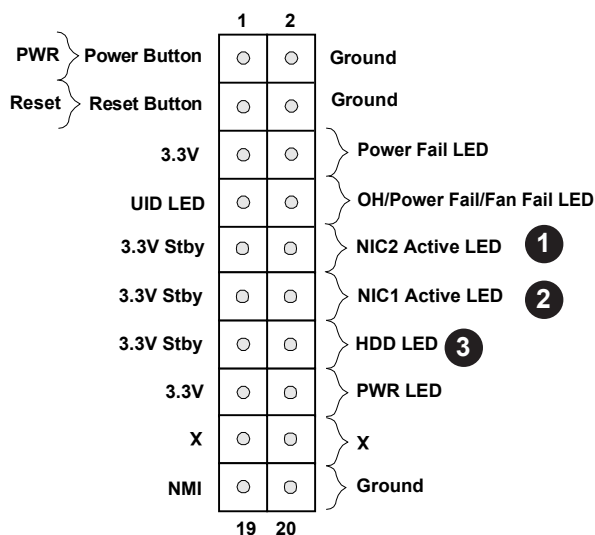 1 2
PWR Power Button Ground
Reset Reset Button Ground
3.3V Power Fail LED
UID LED OH/Power Fail/Fan Fail LED
3.3V Stby NIC2 Active LED 1
3.3V Stby NIC1 Active LED 2
3.3V Stby HDD LED 3
3.3V PWR LED
X X
NMI Ground
19 20